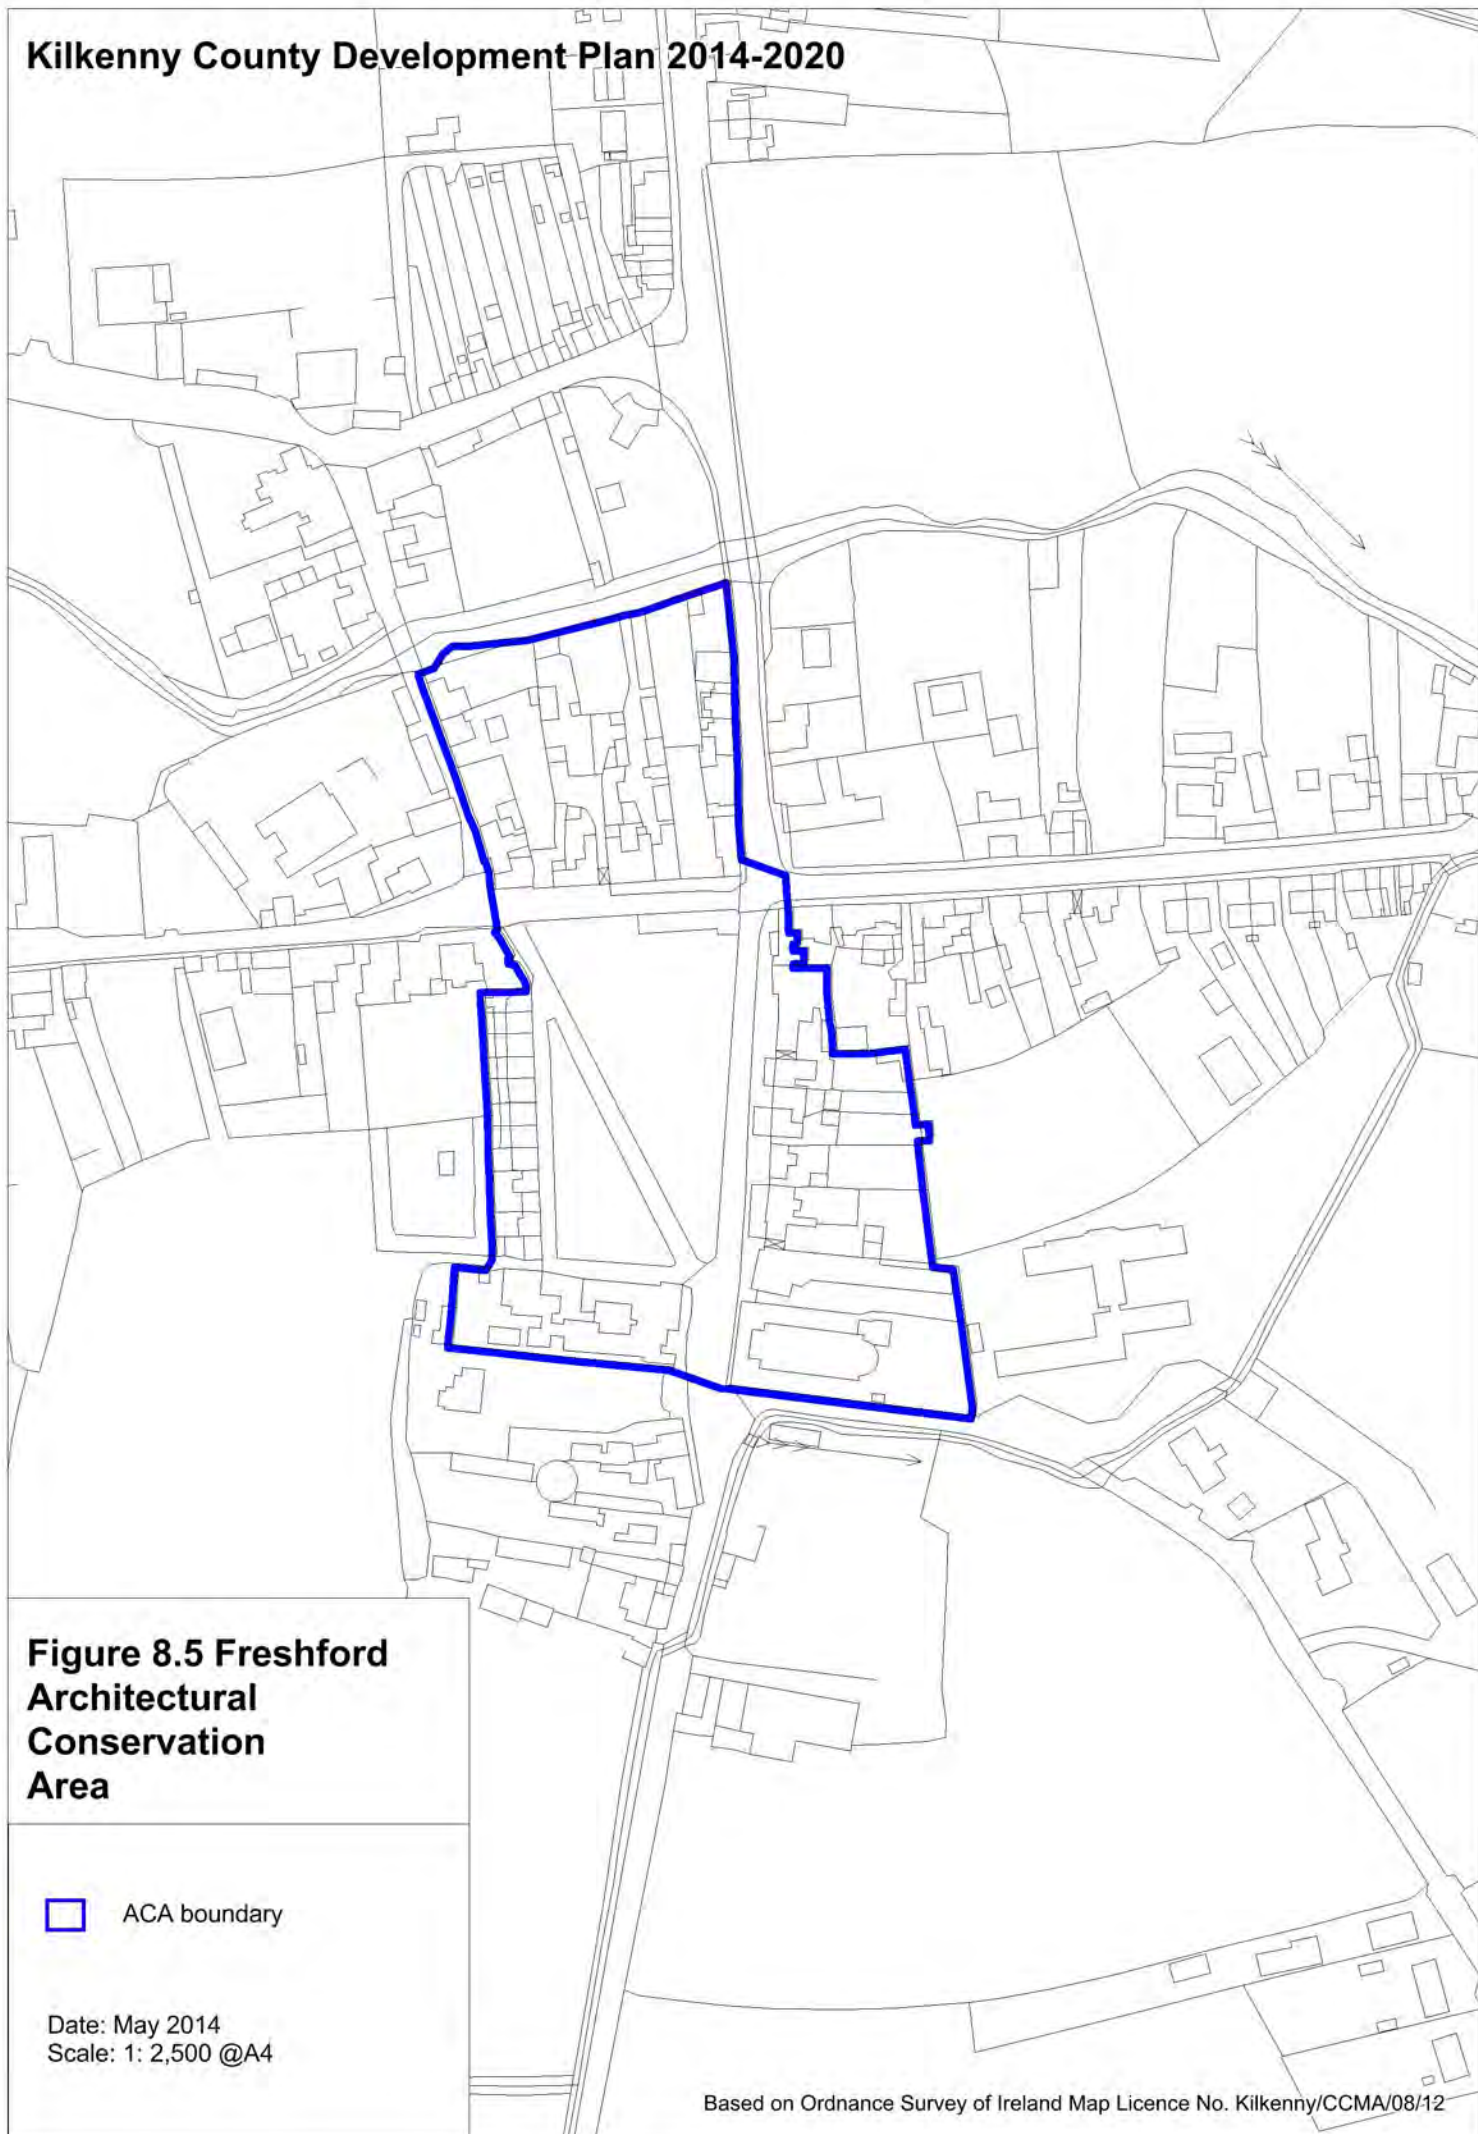 Kilkenny County Development Plan 2014-2020
Figure 8.5 Freshford
Architectural
Conservation
Area
ACA boundary
Date: May 2014
Scale: 1: 2,500 @A4
Based on Ordnance Survey of Ireland Map Licence No. Kilkenny/CCMA/08/12